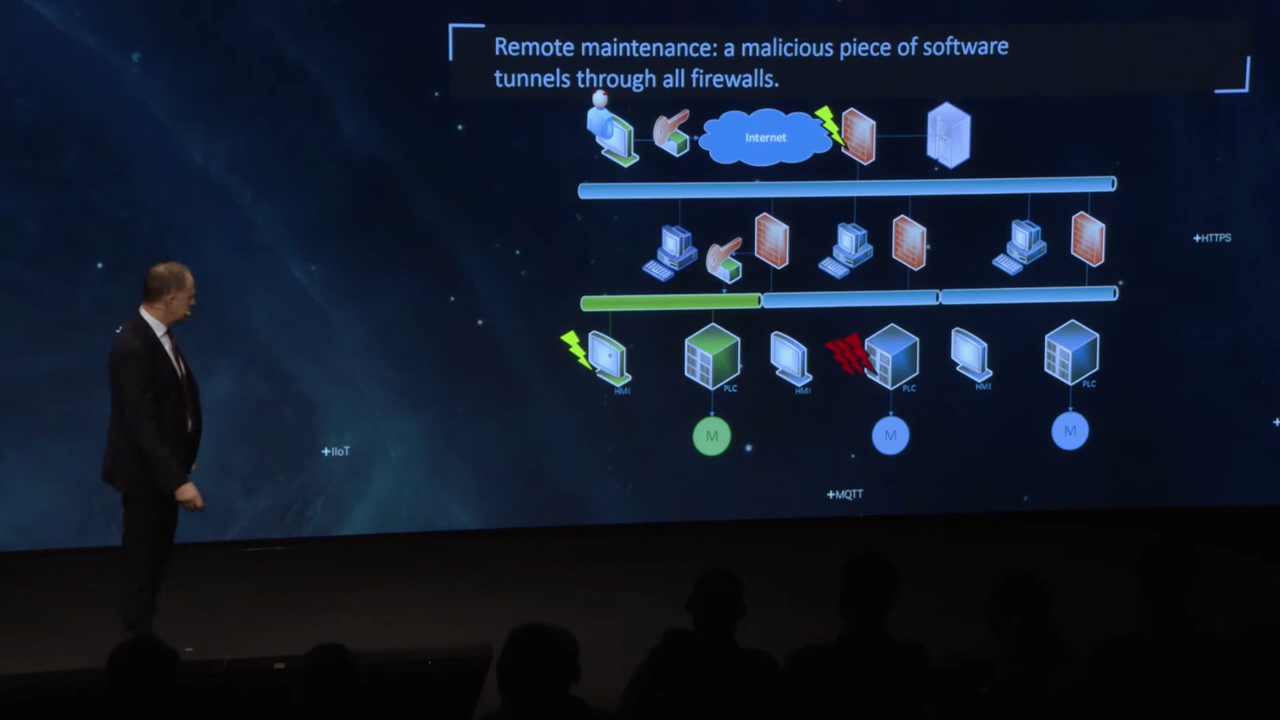 Remote maintenance: a malicious piece of software
tunnels through all firewalls.
Internet
+HTTPS
HMI
PLC
HMI
PLC
HMI
PLC
M
M
M
+IIoT
+MQTT